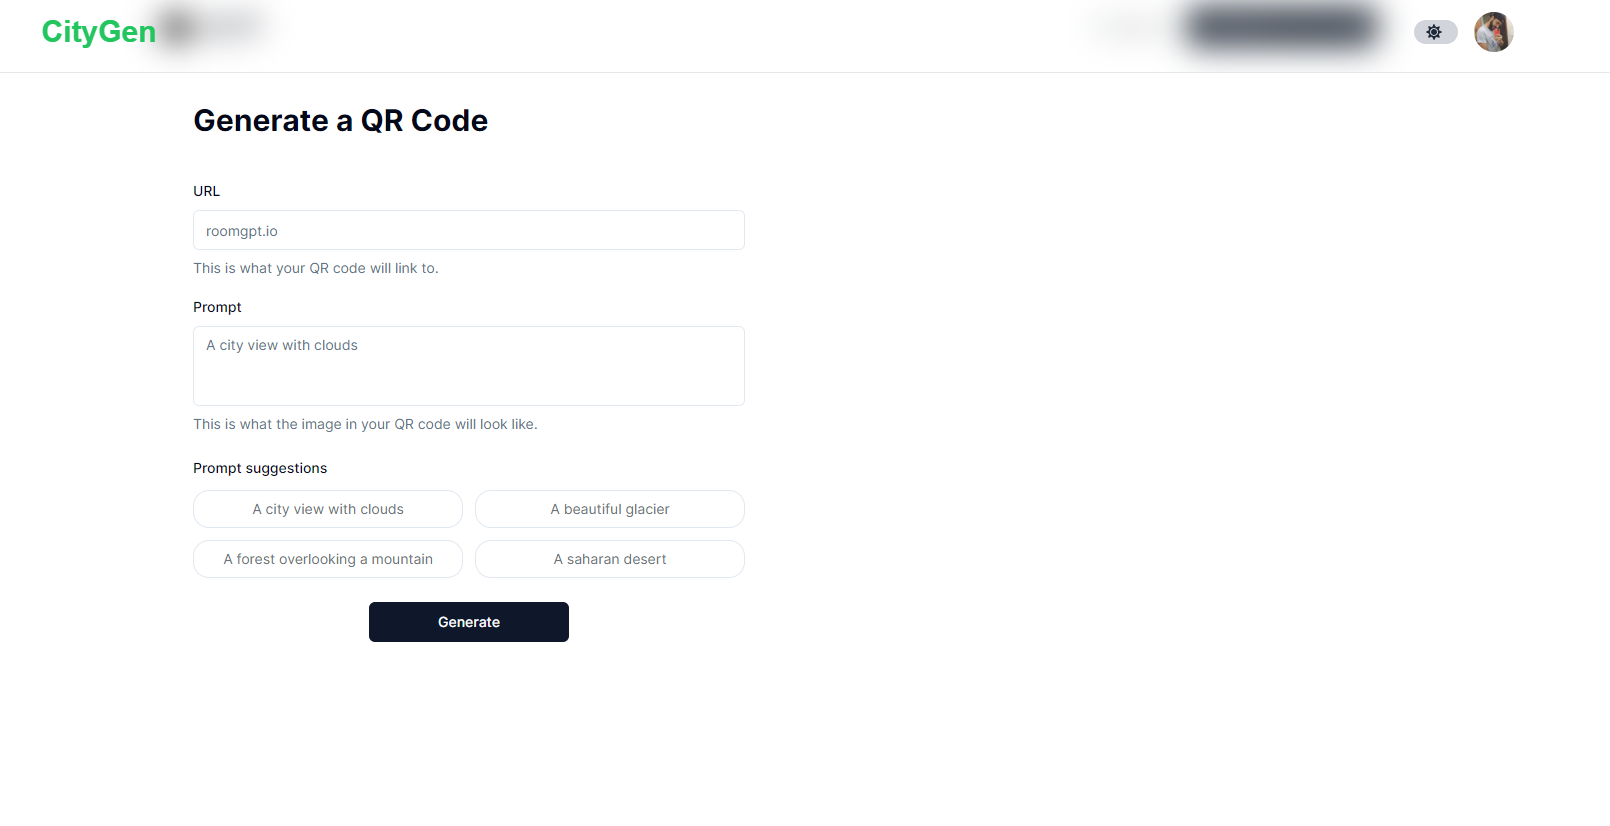 CityGen
Generate a QR Code
URL
roomgpt.io
This is what your QR code will link to.
Prompt
A city view with clouds
This is what the image in your QR code will look like.
Prompt suggestions
A city view with clouds
A beautiful glacier
A forest overlooking a mountain
A saharan desert
Generate